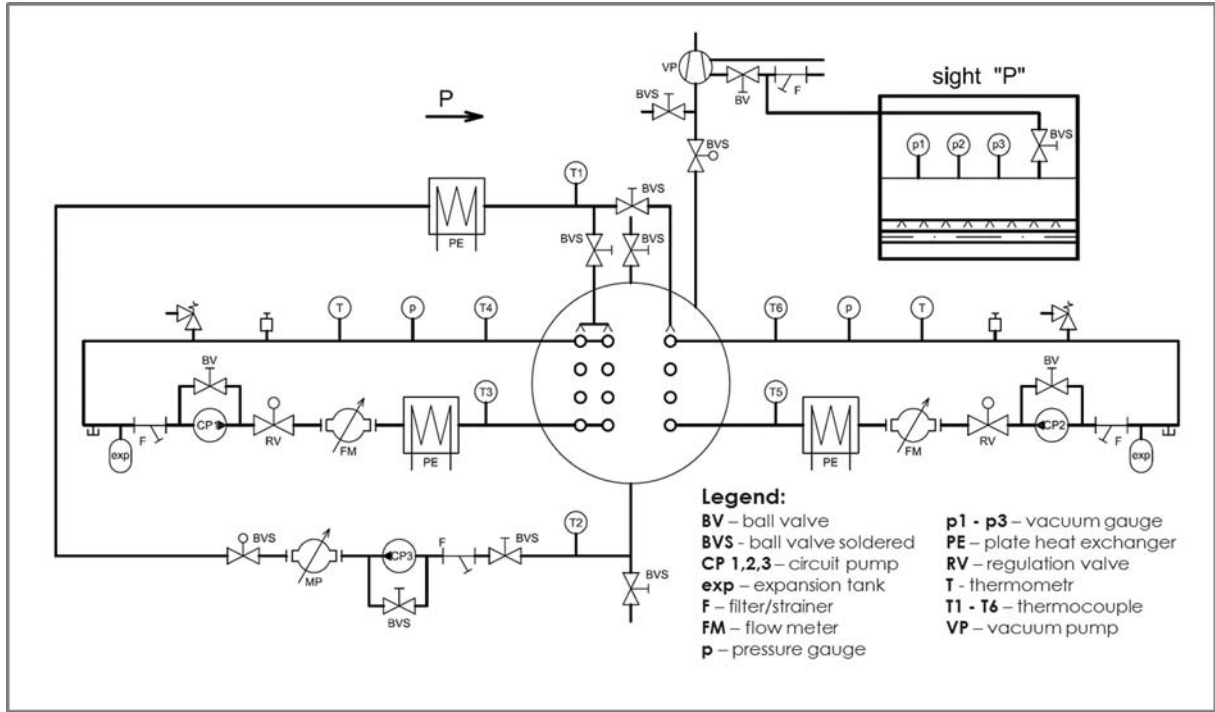 VP
BV
F
sight "P"
BVS
BVS
BVS
p1
p2
p3
P
T1
BVS
BVS
BVS
PE
T
p
T4
T6
p
T
BV
BV
T3
T5
CP1
CP2
F
RV
FM
PE
PE
FM
RV
F
exp
exp
T2
BVS
MP
CP3
F
BVS
BVS
BVS
Legend:
BV – ball valve
BVS - ball valve soldered
CP 1,2,3 – circuit pump
exp – expansion tank
F – filter/strainer
FM – flow meter
p – pressure gauge
p1 - p3 – vacuum gauge
PE – plate heat exchanger
RV – regulation valve
T - thermometr
T1 - T6 – thermocouple
VP – vacuum pump